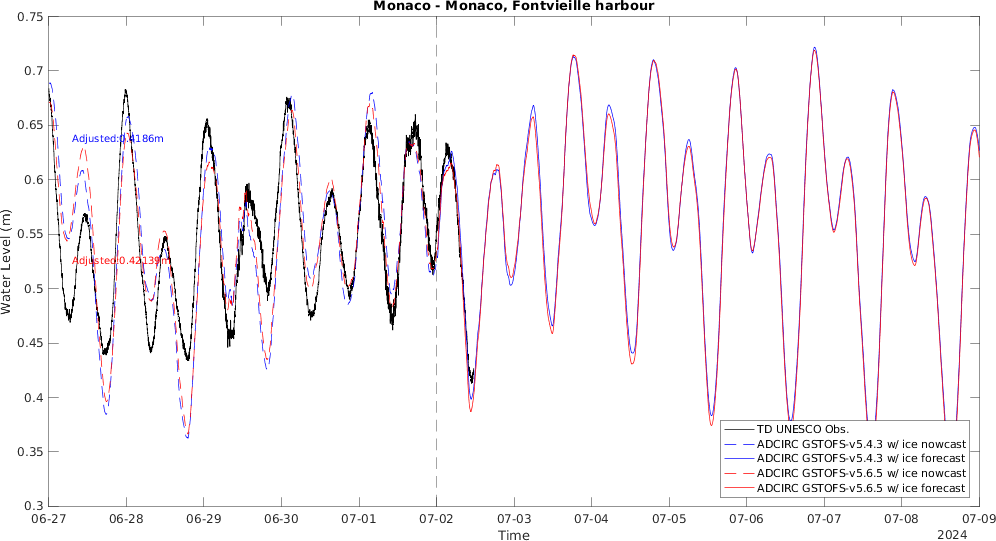 Monaco - Monaco, Fontvieille harbour
Water Level (m)
0.75
0.7
0.65
0.6
0.55
0.5
0.45
0.4
0.35
0.3
Adjusted:0.4186m
Adjusted:0.42139m
TD UNESCO Obs.
ADCIRC GSTOFS-v5.4.3 w/ ice nowcast
ADCIRC GSTOFS-v5.4.3 w/ ice forecast
ADCIRC GSTOFS-v5.6.5 w/ ice nowcast
ADCIRC GSTOFS-v5.6.5 w/ ice forecast
06-27 06-28 06-29 06-30 07-01 07-02 07-03 07-04 07-05 07-06 07-07 07-08 07-09
Time
2024